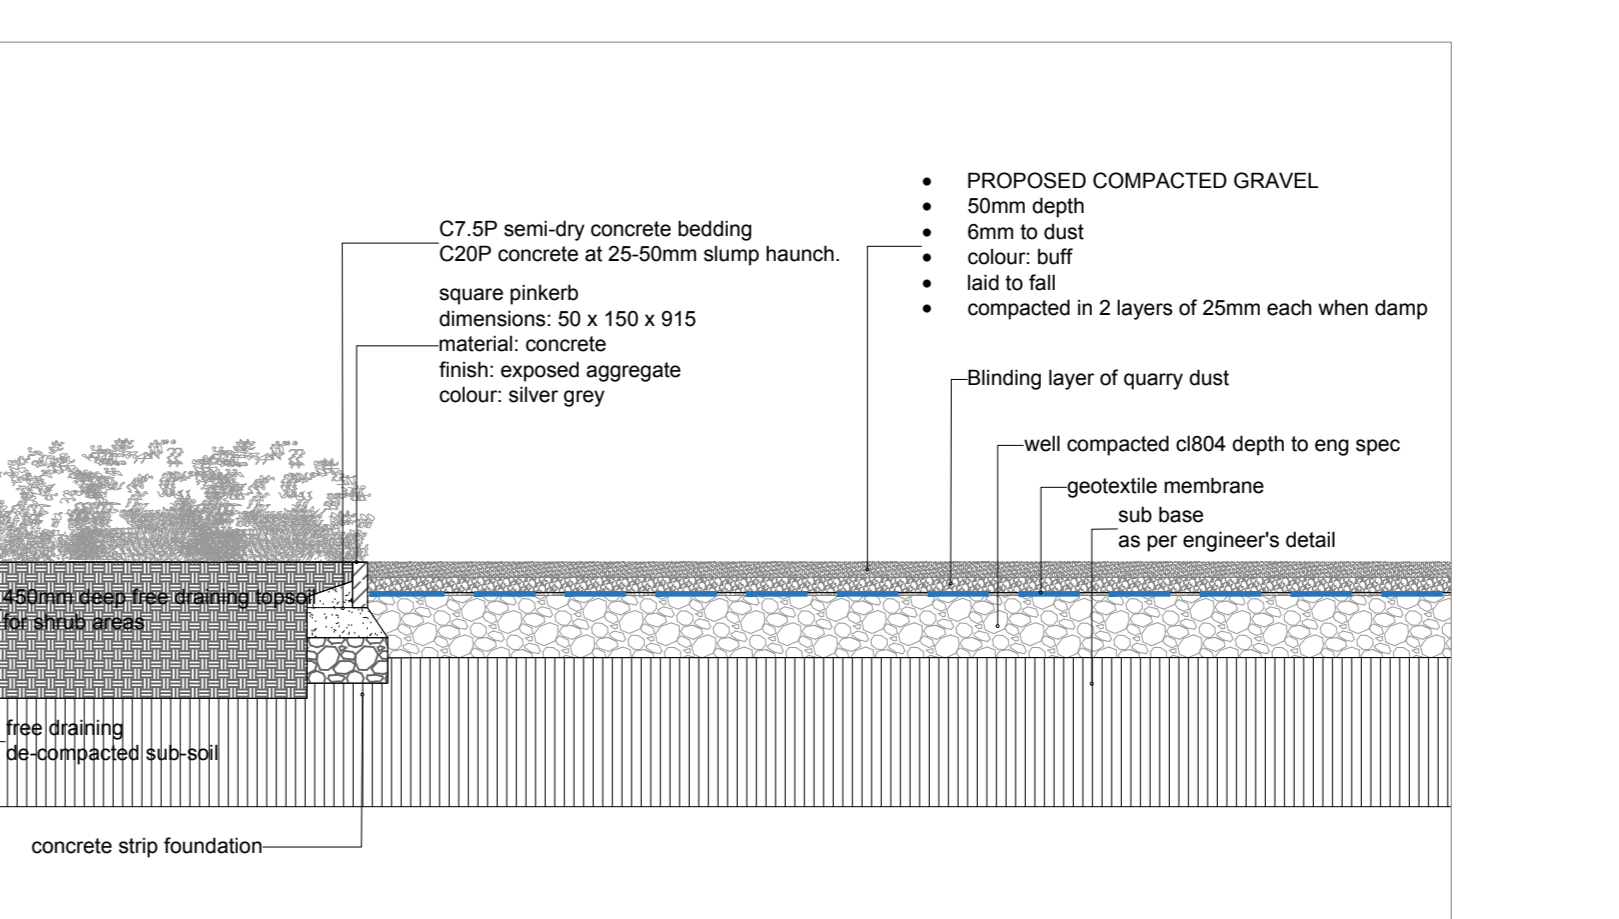 • PROPOSED COMPACTED GRAVEL
• 50mm depth
• 6mm to dust
• colour: buff
• laid to fall
• compacted in 2 layers of 25mm each when damp
C7.5P semi-dry concrete bedding
C20P concrete at 25-50mm slump haunch.
square pinkerb
dimensions: 50 x 150 x 915
material: concrete
finish: exposed aggregate
colour: silver grey
Blinding layer of quarry dust
well compacted cl804 depth to eng spec
geotextile membrane
sub base
as per engineer's detail
450mm deep free draining topsoil
for shrub areas
free draining
de-compacted sub-soil
concrete strip foundation